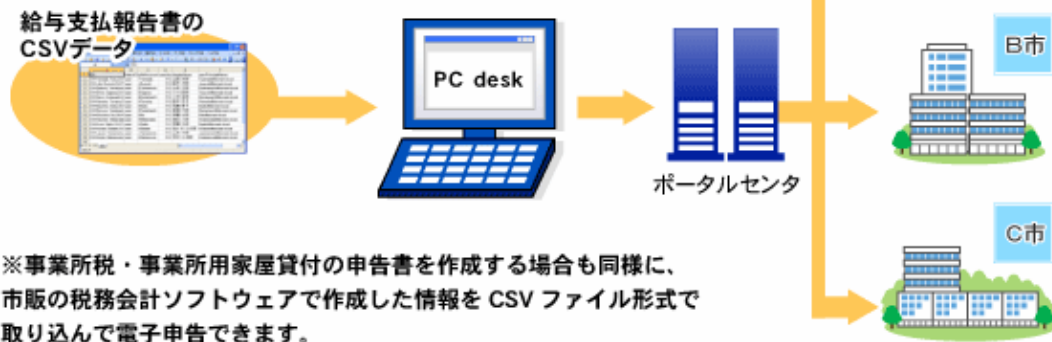 給与支払報告書の
CSVデータ
PC desk
ポータルセンタ
B市
C市
※事業所税・事業所用家屋貸付の申告書を作成する場合も同様に、
市販の税務会計ソフトウェアで作成した情報を CSV ファイル形式で
取り込んで電子申告できます。